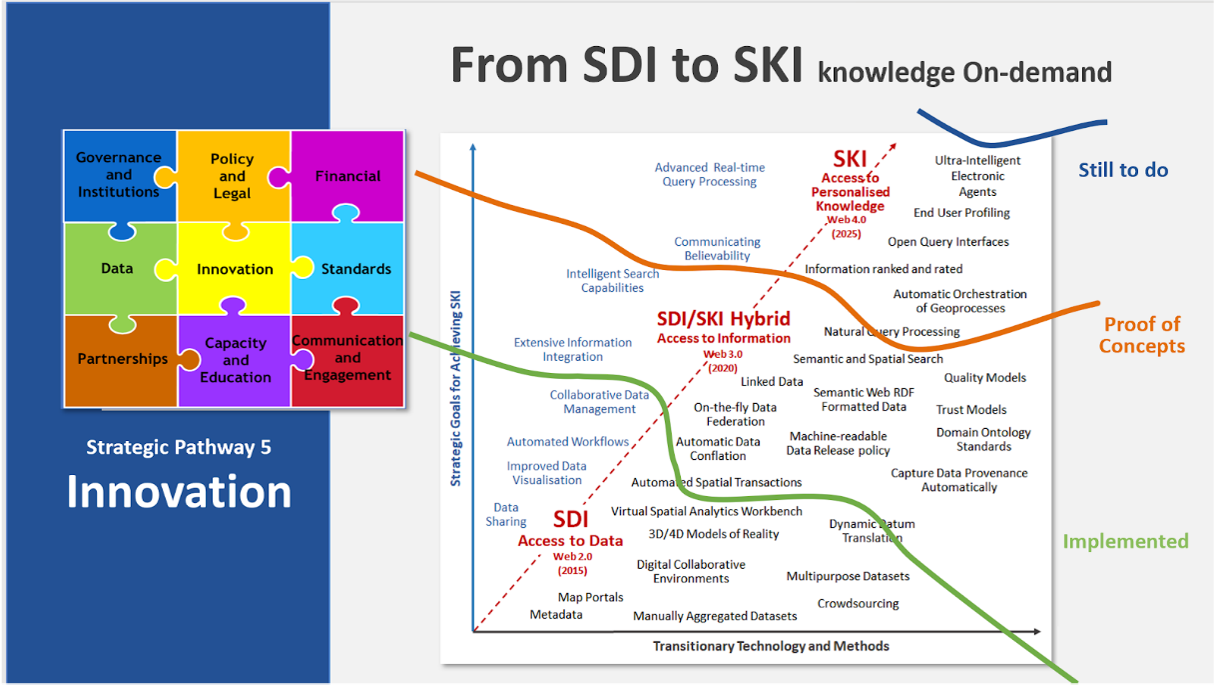 From SDI to SKI knowledge On-demand
Governance
and
Institutions
Policy
and
Legal
Financial
Data
Innovation
Standards
Partnerships
Capacity
and
Education
Communication
and
Engagement
Strategic Pathway 5
Innovation
Strategic Goals for Achieving SKI
Advanced Real-time
Query Processing
Communicating
Believability
Intelligent Search
Capabilities
Extensive Information
Integration
Collaborative Data
Management
Automated Workflows
Improved Data
Visualisation
Data
Sharing
SKI
Access to
Personalised
Knowledge
Web 4.0
(2025)
SDI/SKI Hybrid
Access to Information
Web 3.0
(2020)
SDI
Access to Data
Web 2.0
(2015)
Ultra-Intelligent
Electronic
Agents
End User Profiling
Open Query Interfaces
Information ranked and rated
Automatic Orchestration
of Geoprocesses
Natural Query Processing
Semantic and Spatial Search
Linked Data
Quality Models
Semantic Web RDF
Formatted Data
On-the-fly Data
Federation
Trust Models
Automatic Data
Conflation
Machine-readable
Data Release policy
Domain Ontology
Standards
Automated Spatial Transactions
Capture Data Provenance
Automatically
Virtual Spatial Analytics Workbench
3D/4D Models of Reality
Dynamic Datum
Translation
Digital Collaborative
Environments
Multipurpose Datasets
Map Portals
Crowdsourcing
Metadata
Manually Aggregated Datasets
Transitionary Technology and Methods
Still to do
Proof of
Concepts
Implemented